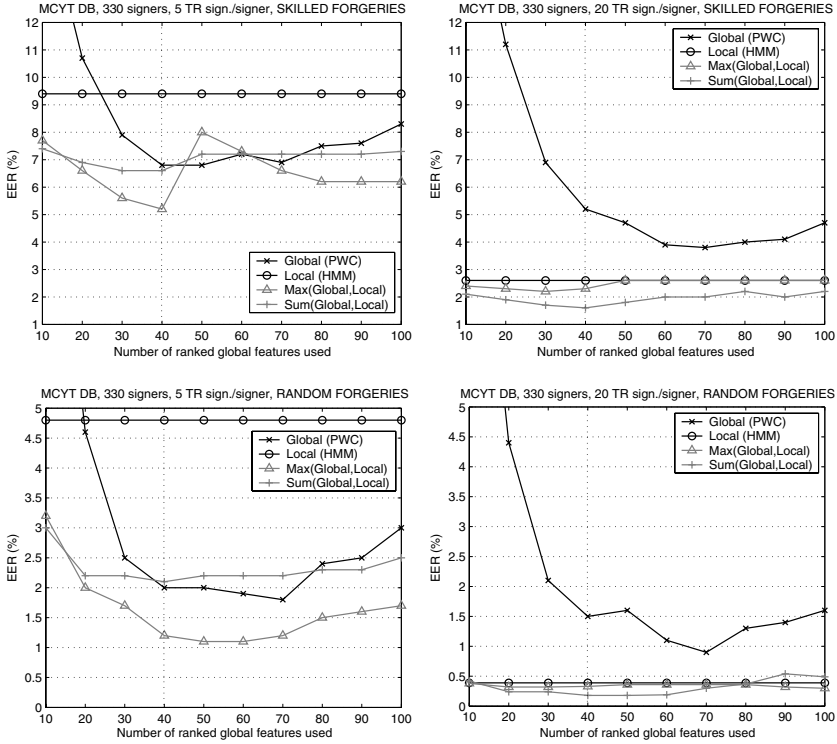 MCYT DB, 330 signers, 5 TR sign./signer, SKILLED FORGERIES
12
11
10
9
8
7
6
5
4
3
2
1
EER (%)
10 20 30 40 50 60 70 80 90 100
Number of ranked global features used
Global (PWC)
Local (HMM)
Max(Global,Local)
Sum(Global,Local)
MCYT DB, 330 signers, 20 TR sign./signer, SKILLED FORGERIES
12
11
10
9
8
7
6
5
4
3
2
1
EER (%)
10 20 30 40 50 60 70 80 90 100
Number of ranked global features used
Global (PWC)
Local (HMM)
Max(Global,Local)
Sum(Global,Local)
MCYT DB, 330 signers, 5 TR sign./signer, RANDOM FORGERIES
5
4.5
4
3.5
3
2.5
2
1.5
1
0.5
0
EER (%)
10 20 30 40 50 60 70 80 90 100
Number of ranked global features used
Global (PWC)
Local (HMM)
Max(Global,Local)
Sum(Global,Local)
MCYT DB, 330 signers, 20 TR sign./signer, RANDOM FORGERIES
5
4.5
4
3.5
3
2.5
2
1.5
1
0.5
0
EER (%)
10 20 30 40 50 60 70 80 90 100
Number of ranked global features used
Global (PWC)
Local (HMM)
Max(Global,Local)
Sum(Global,Local)